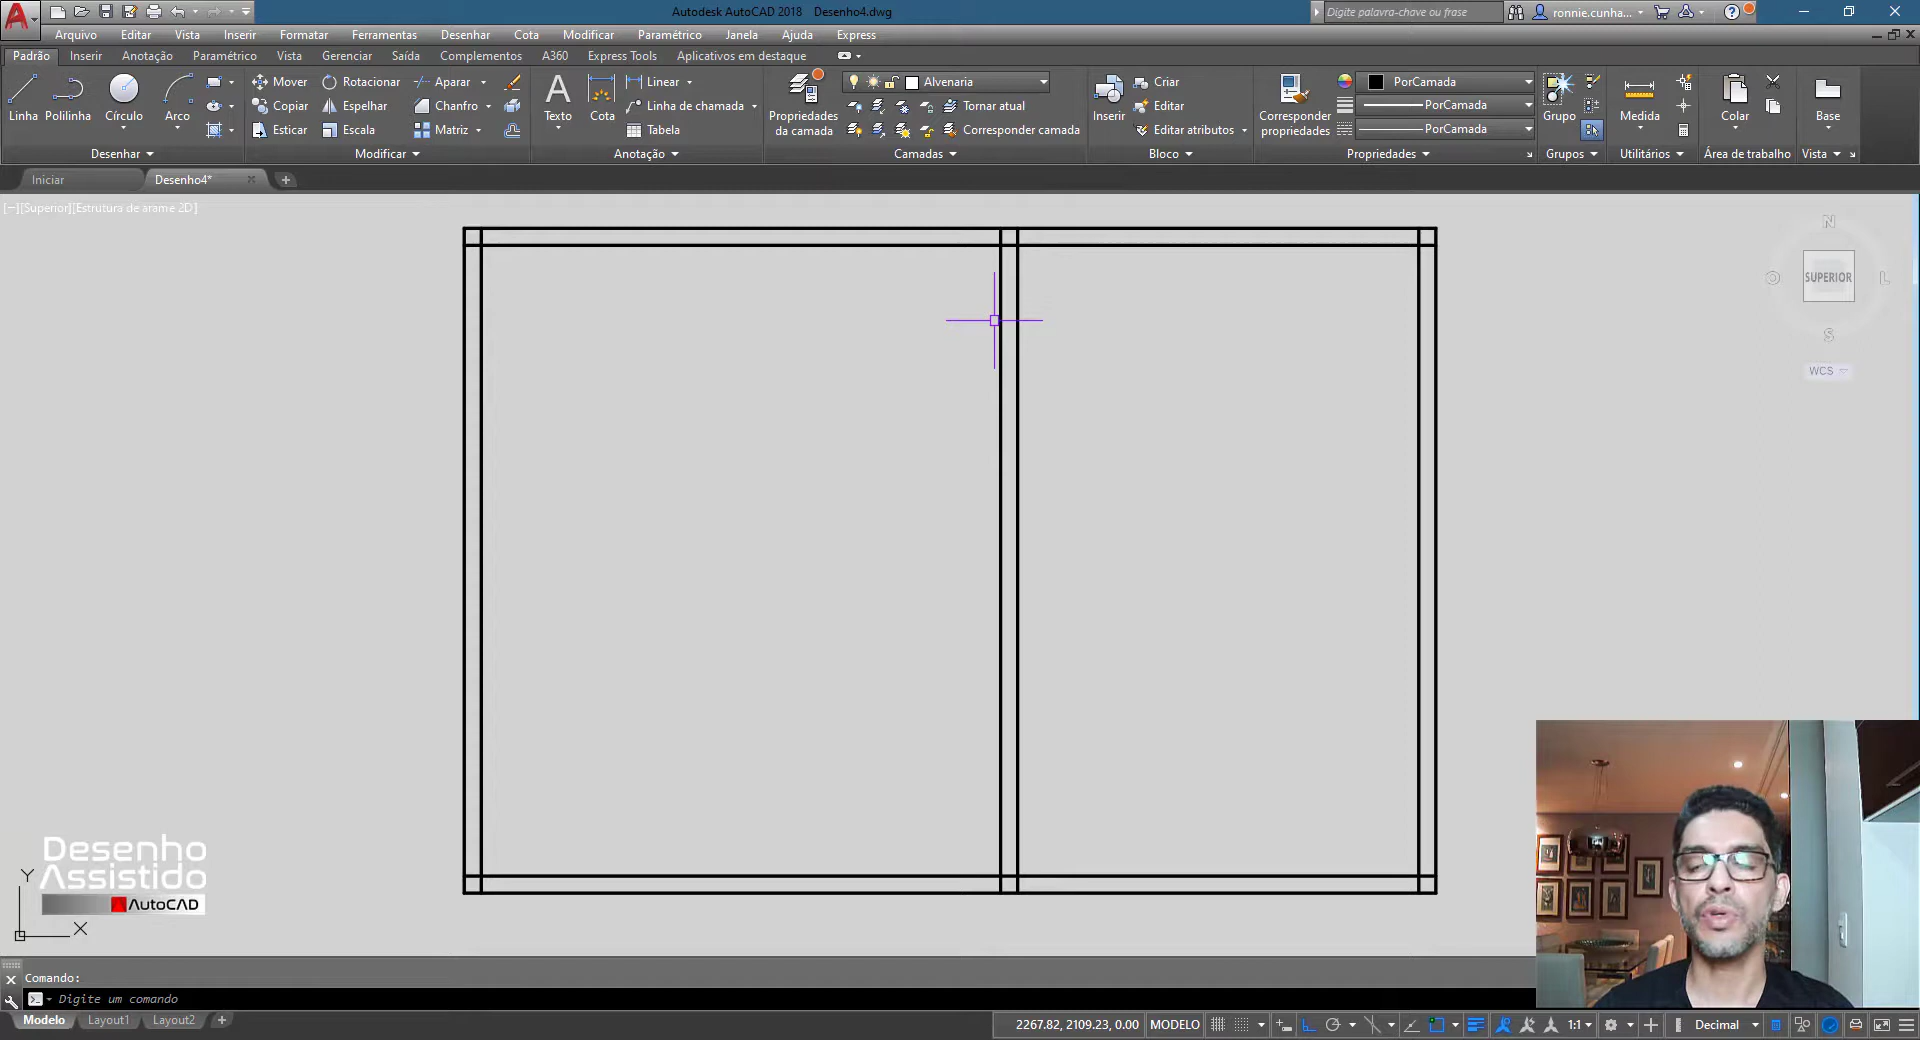 Autodesk AutoCAD 2018 Desenho4.dwg
Digite palavra-chave ou frase
ronnie.cunha...
Arquivo Editar Vista Inserir Formatar Ferramentas Desenhar Cota Modificar Paramétrico Janela Ajuda Express
Padrão Inserir Anotação Paramétrico Vista Gerenciar Saída Complementos A360 Express Tools Aplicativos em destaque
Linha Polilinha Círculo Arco
Desenhar
Mover Rotacionar Aparar
Copiar Espelhar Chanfro
Esticar Escala Matriz
Modificar
Texto Cota
Linear
Linha de chamada
Tabela
Anotação
Propriedades
da camada
Alvenaria
Tornar atual
Corresponder camada
Camadas
Inserir
Criar
Editar
Editar atributos
Bloco
Corresponder
propriedades
PorCamada
PorCamada
PorCamada
Propriedades
Grupo
Grupos
Medida
Utilitários
Colar
Área de trabalho
Base
Vista
Iniciar Desenho4*
[−][Superior][Estrutura de arame 2D]
N
O SUPERIOR L
S
WCS
Desenho
Assistido
AutoCAD
Y
X
Comando:
Digite um comando
Modelo Layout1 Layout2 +
2267.82, 2109.23, 0.00 MODELO 1:1 Decimal